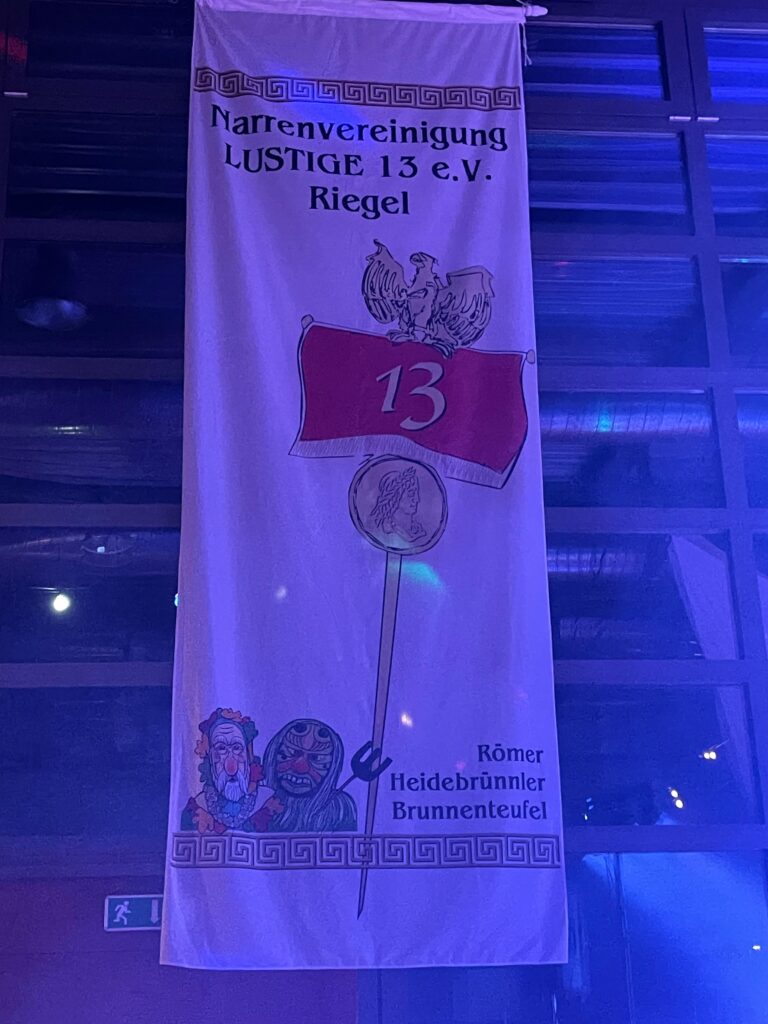 Narrenvereinigung
LUSTIGE 13 e.V.
Riegel
13
Römer
Heidebrünnler
Brunnenteufel